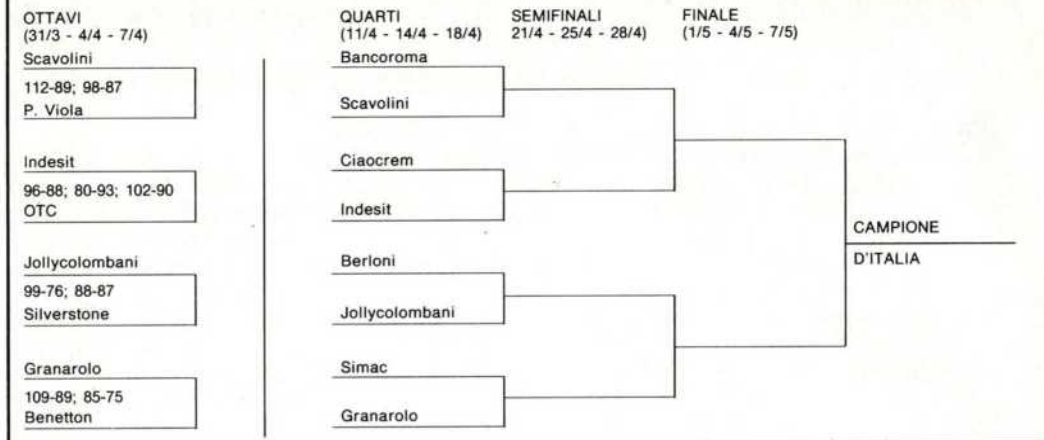 OTTAVI
(31/3 - 4/4 - 7/4)
Scavolini
112-89; 98-87
P. Viola
Indesit
96-88; 80-93; 102-90
OTC
Jollycolombani
99-76; 88-87
Silverstone
Granarolo
109-89; 85-75
Benetton
QUARTI
(11/4 - 14/4 - 18/4)
Bancoroma
Scavolini
Ciaocrem
Indesit
Berloni
Jollycolombani
Simac
Granarolo
SEMIFINALI
21/4 - 25/4 - 28/4)
FINALE
(1/5 - 4/5 - 7/5)
CAMPIONE
D'ITALIA